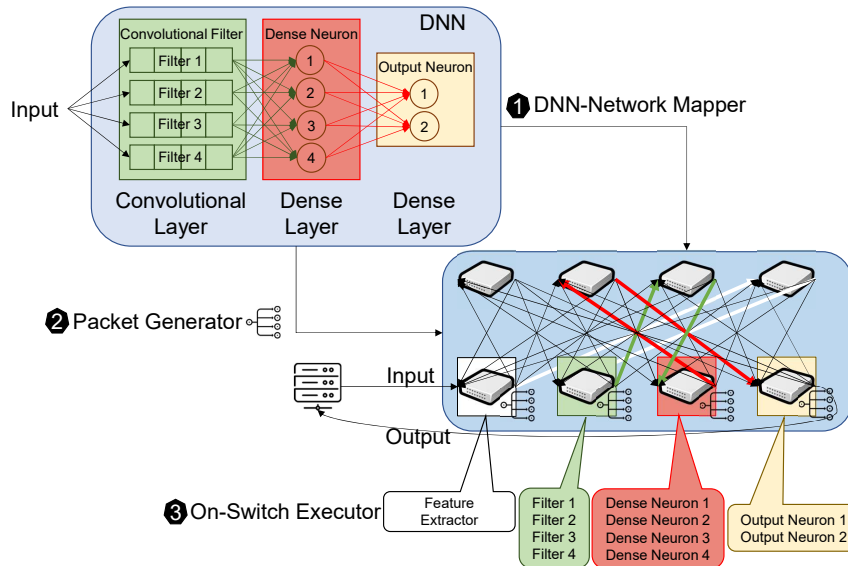 DNN
Convolutional Filter
Filter 1
Filter 2
Filter 3
Filter 4
Dense Neuron
1
2
3
4
Output Neuron
1
2
Input
Convolutional
Layer
Dense
Layer
Dense
Layer
1 DNN-Network Mapper
2 Packet Generator
Input
Output
3 On-Switch Executor
Feature
Extractor
Filter 1
Filter 2
Filter 3
Filter 4
Dense Neuron 1
Dense Neuron 2
Dense Neuron 3
Dense Neuron 4
Output Neuron 1
Output Neuron 2